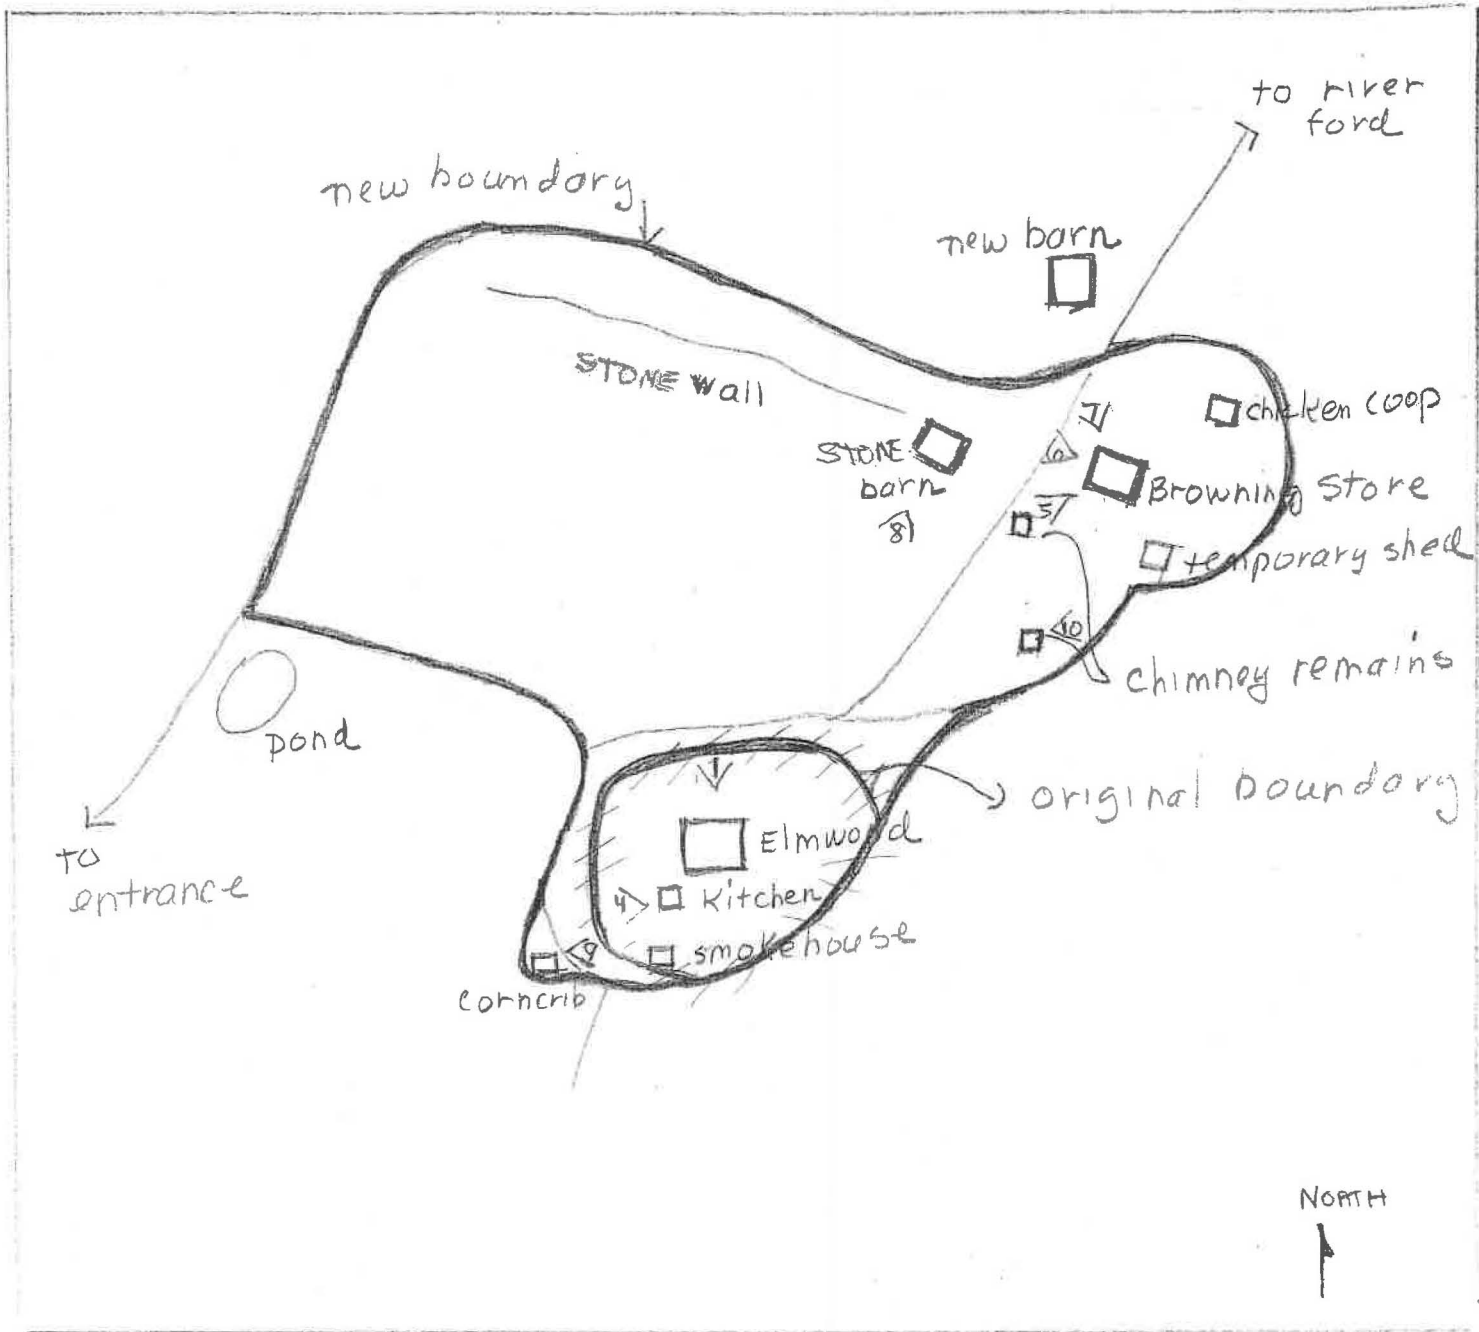 to river
ford
new boundary
new barn
STONE wall
chicken coop
STONE
barn
Browning Store
6
5
8
temporary shed
10
chimney remains
pond
1
original boundary
Elmwood
to
entrance
4
Kitchen
9
smokehouse
corncrib
NORTH